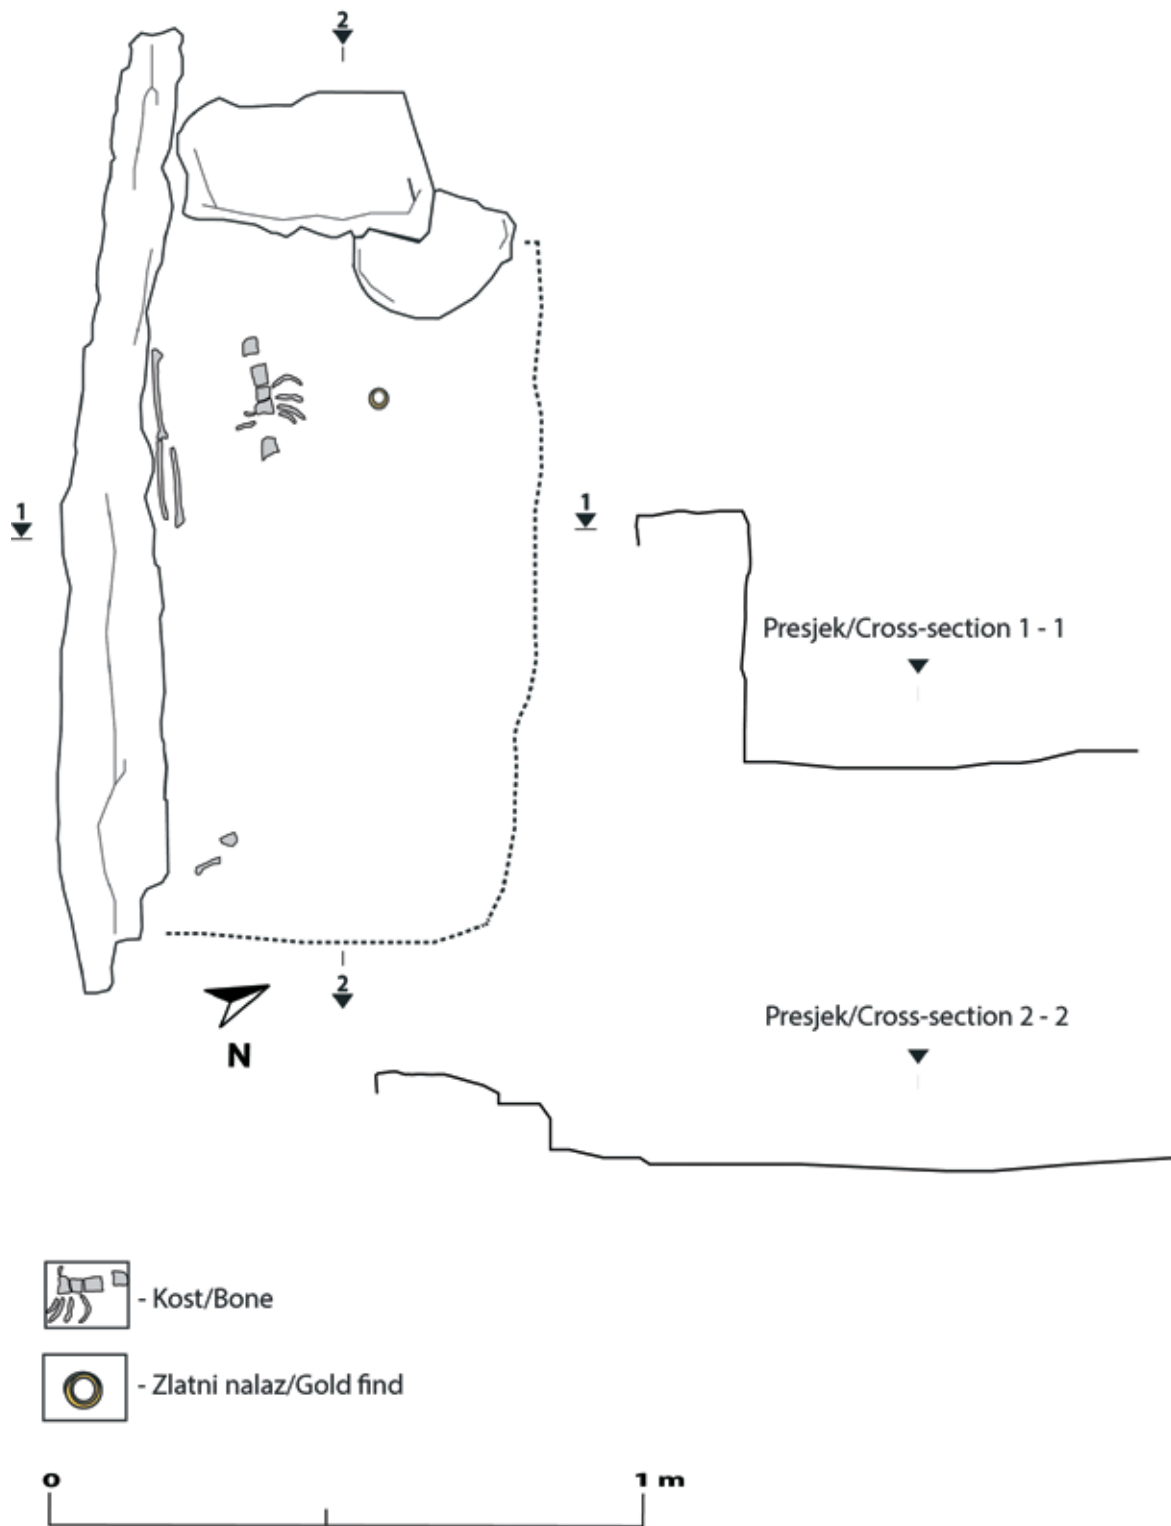 2
1
1
Presjek/Cross-section 1 - 1
2
N
Presjek/Cross-section 2 - 2
- Kost/Bone
- Zlatni nalaz/Gold find
0 1 m